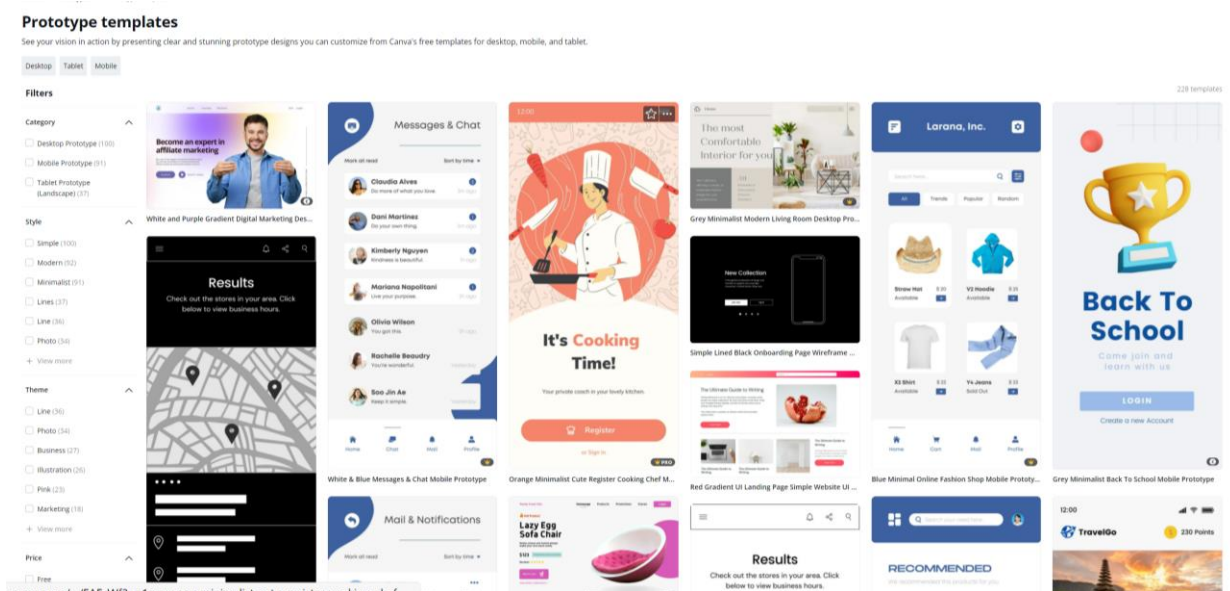 Prototype templates
See your vision in action by presenting clear and stunning prototype designs you can customize from Canva's free templates for desktop, mobile, and tablet.
Desktop Tablet Mobile
Filters
228 templates
Category
Desktop Prototype (100)
Mobile Prototype (91)
Tablet Prototype
(Landscape) (37)
Style
Simple (100)
Modern (92)
Minimalist (91)
Lines (37)
Line (36)
Photo (34)
+ View more
Theme
Line (36)
Photo (34)
Business (27)
Illustration (26)
Pink (23)
Marketing (18)
+ View more
Price
Free
Become an expert in
affiliate marketing
White and Purple Gradient Digital Marketing Des...
Results
Check out the stores in your area. Click
below to view business hours.
Messages & Chat
Mark all read Sort by time
Claudia Alves
Do more of what you love.
Dani Martinez
Do your own thing.
Kimberly Nguyen
Kindness is beautiful.
Mariana Napolitani
Live your purpose.
Olivia Wilson
You got this.
Rachelle Beaudry
You're wonderful.
Soo Jin Ae
Keep it simple.
Home Chat Mail Profile
White & Blue Messages & Chat Mobile Prototype
Mail & Notifications
Mark all read Sort by time
12:00
It's Cooking
Time!
Your private coach in your lovely kitchen.
Register
or Sign In
PRO
Orange Minimalist Cute Register Cooking Chef M...
Lazy Egg
Sofa Chair
$123
The most
Comfortable
Interior for you
Grey Minimalist Modern Living Room Desktop Pro...
New Collection
Simple Lined Black Onboarding Page Wireframe ...
The Ultimate Guide to Writing
Red Gradient UI Landing Page Simple Website UI ...
Results
Check out the stores in your area. Click
below to view business hours.
Larana, Inc.
All Trends Popular Random
Straw Hat
Available
V2 Hoodie
Available
X3 Shirt
Available
Y4 Jeans
Sold Out
Home Cart Mail Profile
Blue Minimal Online Fashion Shop Mobile Prototy...
RECOMMENDED
Back To
School
Come join and
learn with us
LOGIN
Create a new Account
Grey Minimalist Back To School Mobile Prototype
12:00
TravelGo 230 Points